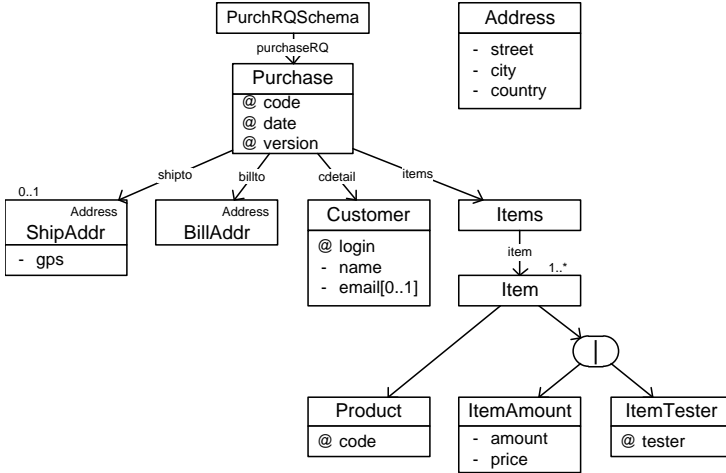 PurchRQSchema
purchaseRQ
Purchase
@ code
@ date
@ version
Address
- street
- city
- country
shipto
billto
cdetail
items
0..1
Address
ShipAddr
- gps
Address
BillAddr
Customer
@ login
- name
- email[0..1]
Items
item
1..*
Item
|
Product
@ code
ItemAmount
- amount
- price
ItemTester
@ tester